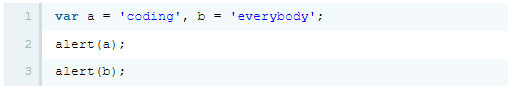 1 var a = 'coding', b = 'everybody';
2 alert(a);
3 alert(b);